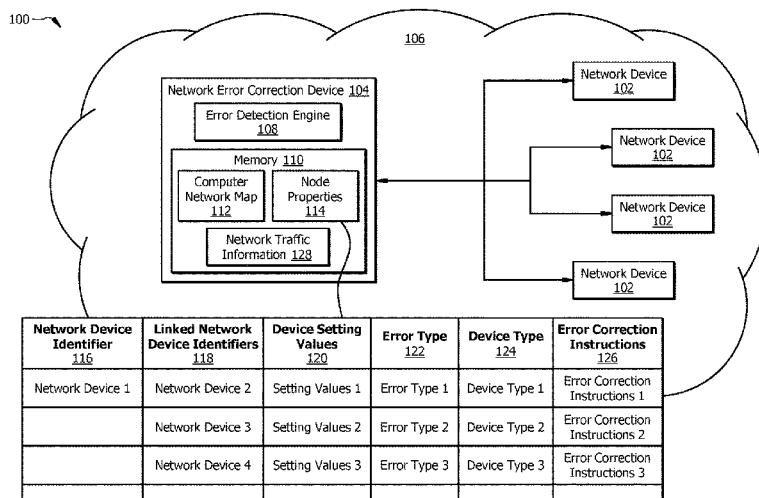 100
106
Network Error Correction Device 104
Error Detection Engine
108
Memory 110
Computer
Network Map
112
Node
Properties
114
Network Traffic
Information 128
Network Device
102
Network Device
102
Network Device
102
Network Device
102
Network Device
Identifier
116
Linked Network
Device Identifiers
118
Device Setting
Values
120
Error Type
122
Device Type
124
Error Correction
Instructions
126
Network Device 1
Network Device 2
Setting Values 1
Error Type 1
Device Type 1
Error Correction
Instructions 1
Network Device 3
Setting Values 2
Error Type 2
Device Type 2
Error Correction
Instructions 2
Network Device 4
Setting Values 3
Error Type 3
Device Type 3
Error Correction
Instructions 3